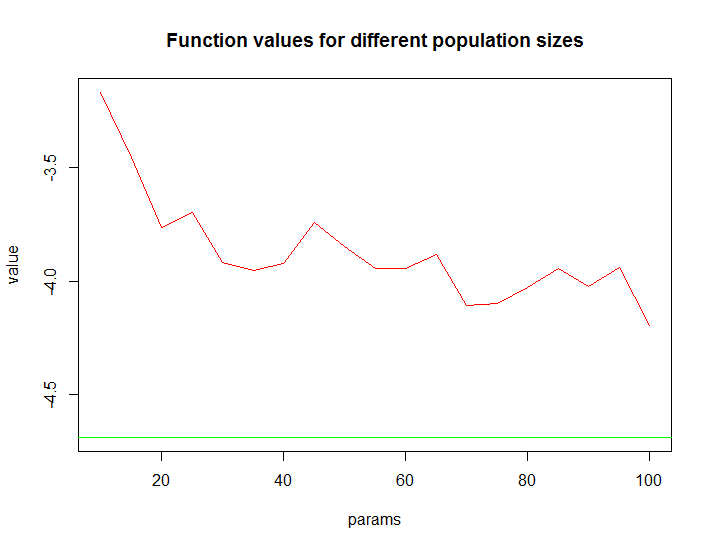 Function values for different population sizes
value
-3.5
-4.0
-4.5
20 40 60 80 100
params